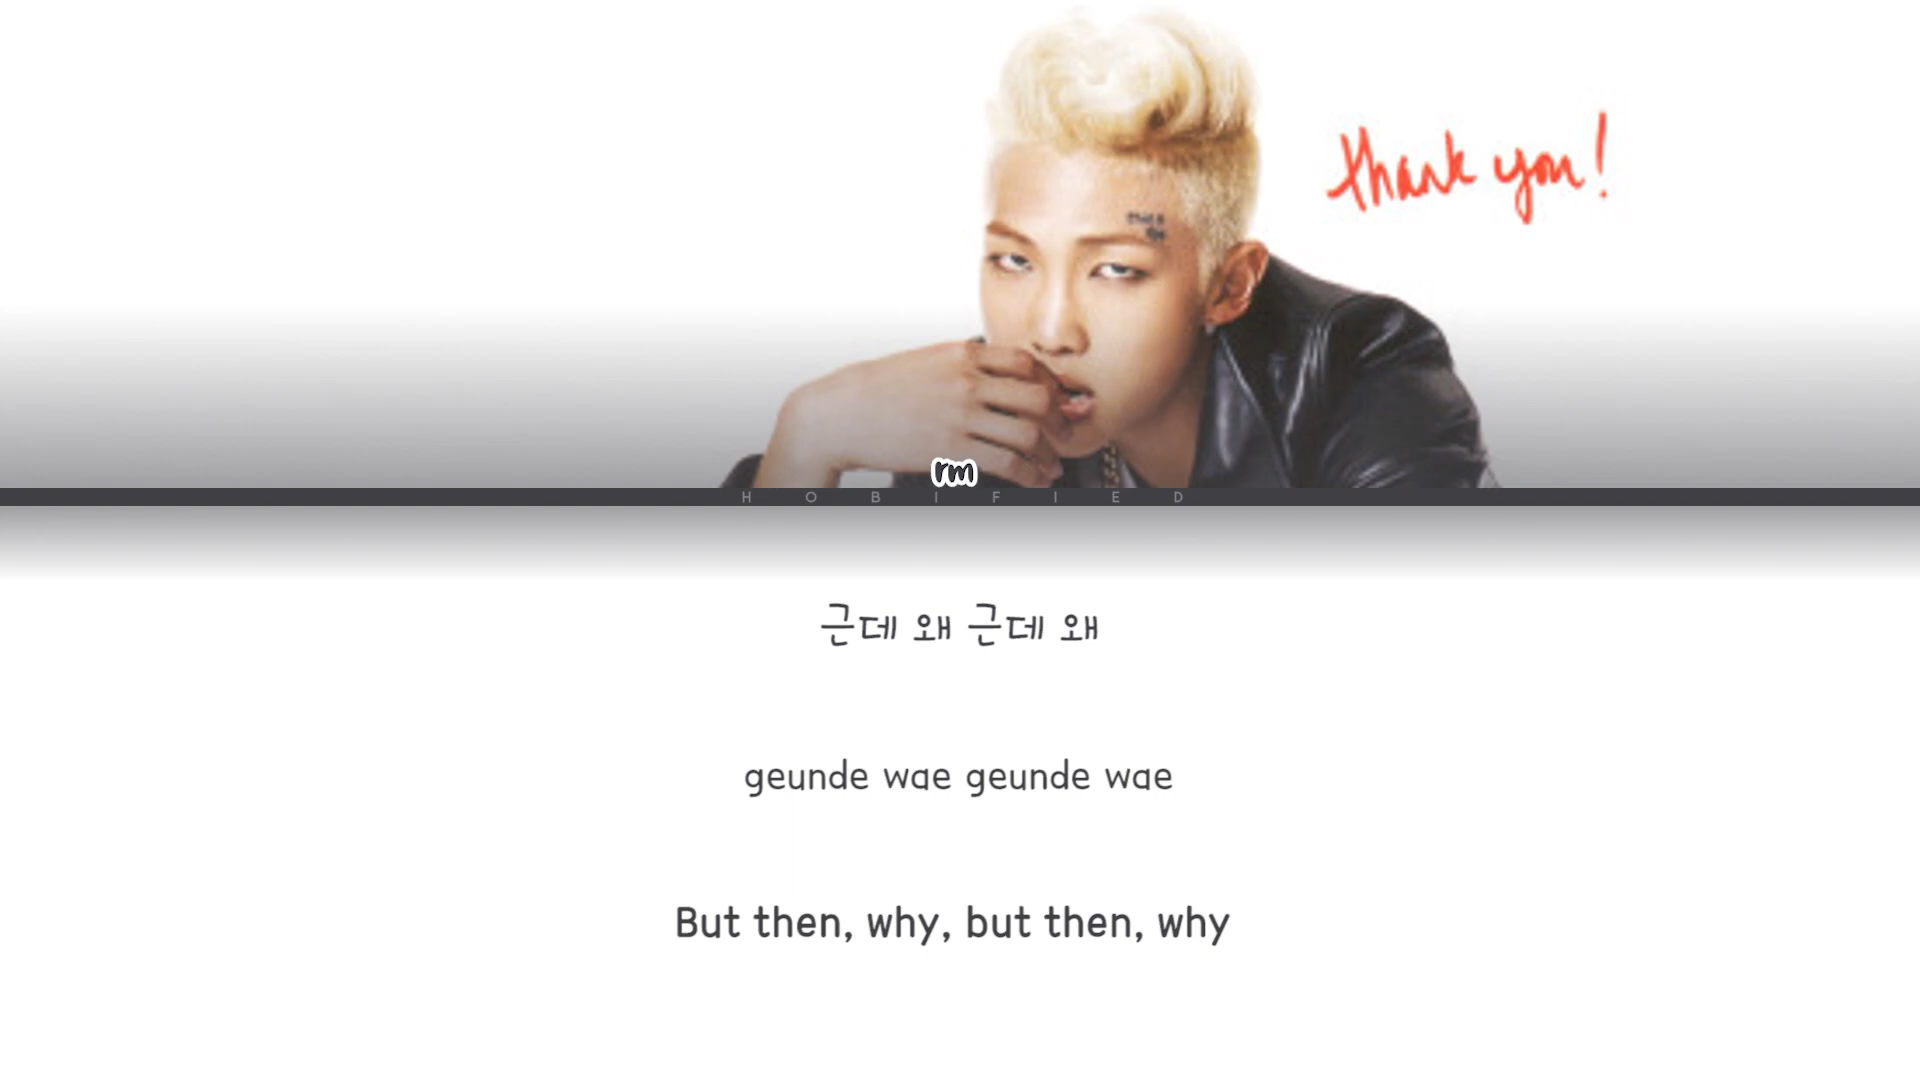 thank you!
rm
HOBIFIED
근데 왜 근데 왜
geunde wae geunde wae
But then, why, but then, why